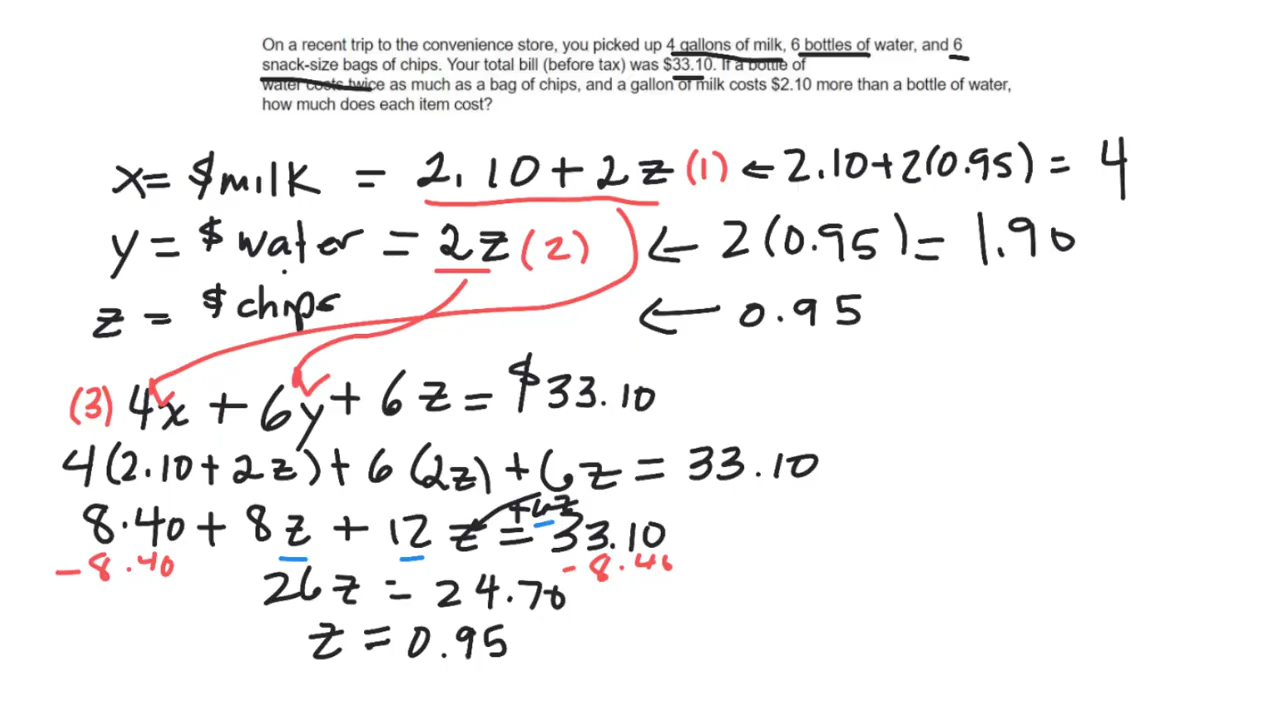 On a recent trip to the convenience store, you picked up 4 gallons of milk, 6 bottles of water, and 6
snack-size bags of chips. Your total bill (before tax) was $33.10. If a bottle of
water costs twice as much as a bag of chips, and a gallon of milk costs $2.10 more than a bottle of water,
how much does each item cost?
x = $milk = 2.10 + 2z (1) ← 2.10 + 2(0.95) = 4
y = $ water = 2z (2) ← 2(0.95) = 1.90
z = $ chips ← 0.95
(3) 4x + 6y + 6z = $33.10
4(2.10 + 2z) + 6(2z) + 6z = 33.10
+6z
8.40 + 8z + 12z = 33.10
-8.40 -8.40
26z = 24.70
z = 0.95